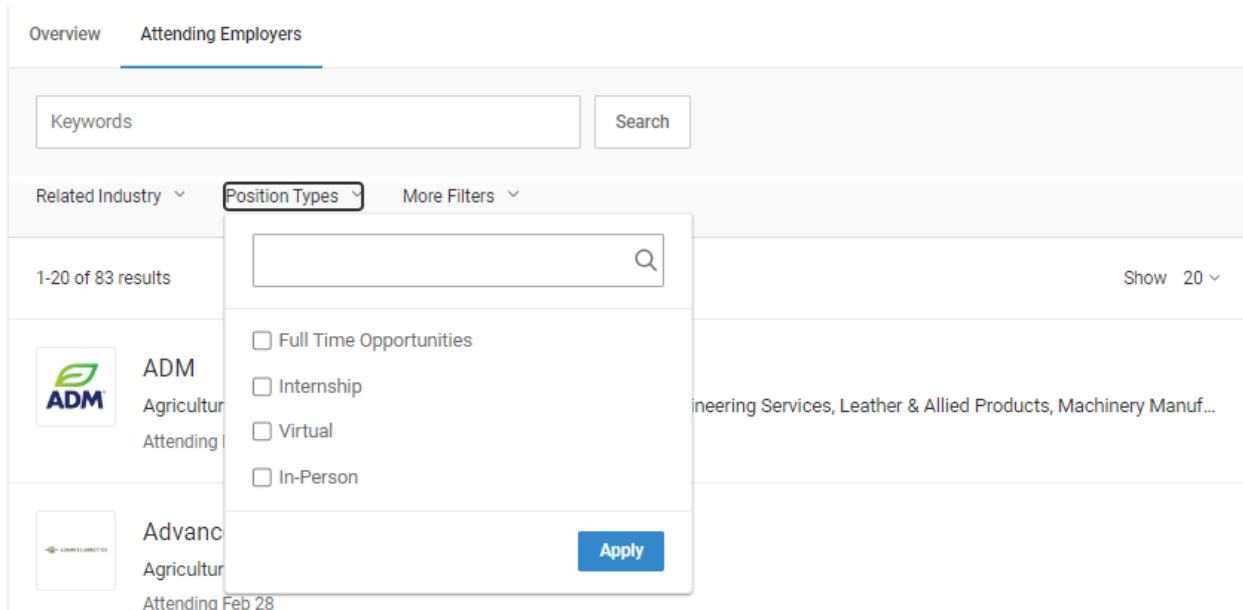 Overview Attending Employers
Keywords Search
Related Industry Position Types More Filters
1-20 of 83 results Show 20
Full Time Opportunities
Internship
Virtual
In-Person
Apply
ADM
ADM
Agricultur ineering Services, Leather & Allied Products, Machinery Manuf...
Attending
Advanc
Agricultur
Attending Feb 28